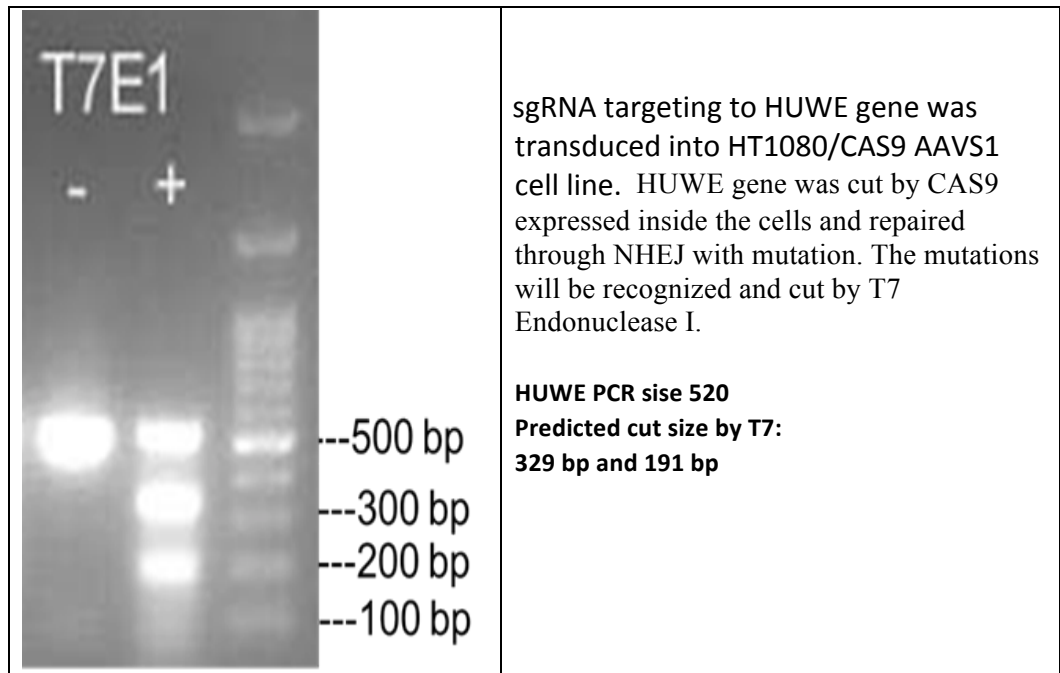 T7E1
- +
---500 bp
---300 bp
---200 bp
---100 bp
sgRNA targeting to HUWE gene was
transduced into HT1080/CAS9 AAVS1
cell line. HUWE gene was cut by CAS9
expressed inside the cells and repaired
through NHEJ with mutation. The mutations
will be recognized and cut by T7
Endonuclease I.
HUWE PCR sise 520
Predicted cut size by T7:
329 bp and 191 bp